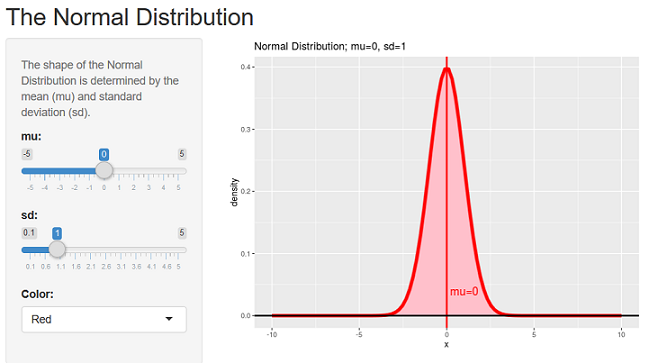 The Normal Distribution
The shape of the Normal
Distribution is determined by the
mean (mu) and standard
deviation (sd).
mu:
-5 0 5
-5 -4 -3 -2 -1 0 1 2 3 4 5
sd:
0.1 1 5
0.1 0.6 1.1 1.6 2.1 2.6 3.1 3.6 4.1 4.6 5
Color:
Red
Normal Distribution; mu=0, sd=1
density
0.4
0.3
0.2
0.1
0.0
mu=0
-10 -5 0 5 10
x